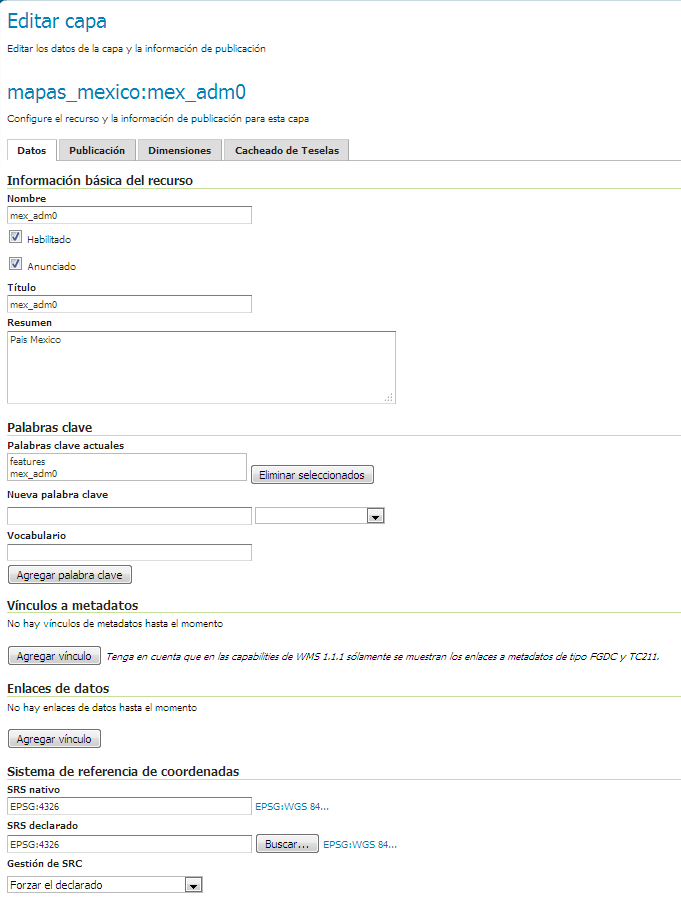 Editar capa
Editar los datos de la capa y la información de publicación
mapas_mexico:mex_adm0
Configure el recurso y la información de publicación para esta capa
Datos Publicación Dimensiones Cacheado de Teselas
Información básica del recurso
Nombre
mex_adm0
Habilitado
Anunciado
Título
mex_adm0
Resumen
Pais Mexico
Palabras clave
Palabras clave actuales
features
mex_adm0
Eliminar seleccionados
Nueva palabra clave
Vocabulario
Agregar palabra clave
Vínculos a metadatos
No hay vínculos de metadatos hasta el momento
Agregar vínculo Tenga en cuenta que en las capabilities de WMS 1.1.1 sólamente se muestran los enlaces a metadatos de tipo FGDC y TC211.
Enlaces de datos
No hay enlaces de datos hasta el momento
Agregar vínculo
Sistema de referencia de coordenadas
SRS nativo
EPSG:4326 EPSG:WGS 84...
SRS declarado
EPSG:4326 Buscar... EPSG:WGS 84...
Gestión de SRC
Forzar el declarado